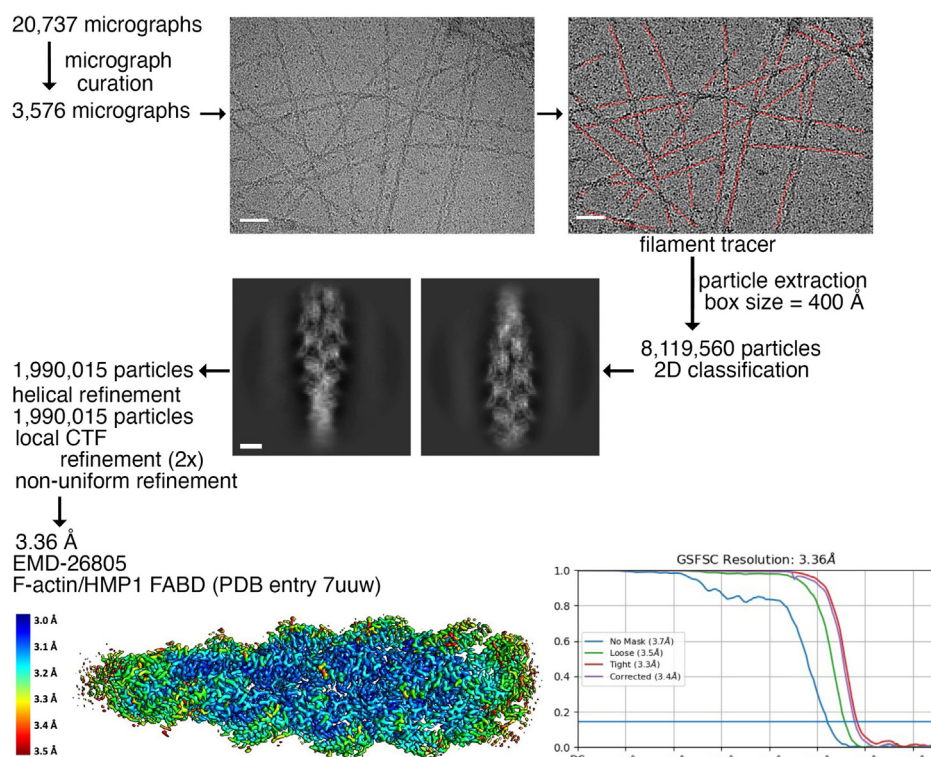 20,737 micrographs
micrograph
curation
3,576 micrographs
filament tracer
particle extraction
box size = 400 Å
8,119,560 particles
2D classification
1,990,015 particles
helical refinement
1,990,015 particles
local CTF
refinement (2x)
non-uniform refinement
3.36 Å
EMD-26805
F-actin/HMP1 FABD (PDB entry 7uuw)
3.0 Å
3.1 Å
3.2 Å
3.3 Å
3.4 Å
3.5 Å
GSFSC Resolution: 3.36Å
1.0
0.8
0.6
0.4
0.2
0.0
No Mask (3.7Å)
Loose (3.5Å)
Tight (3.3Å)
Corrected (3.4Å)